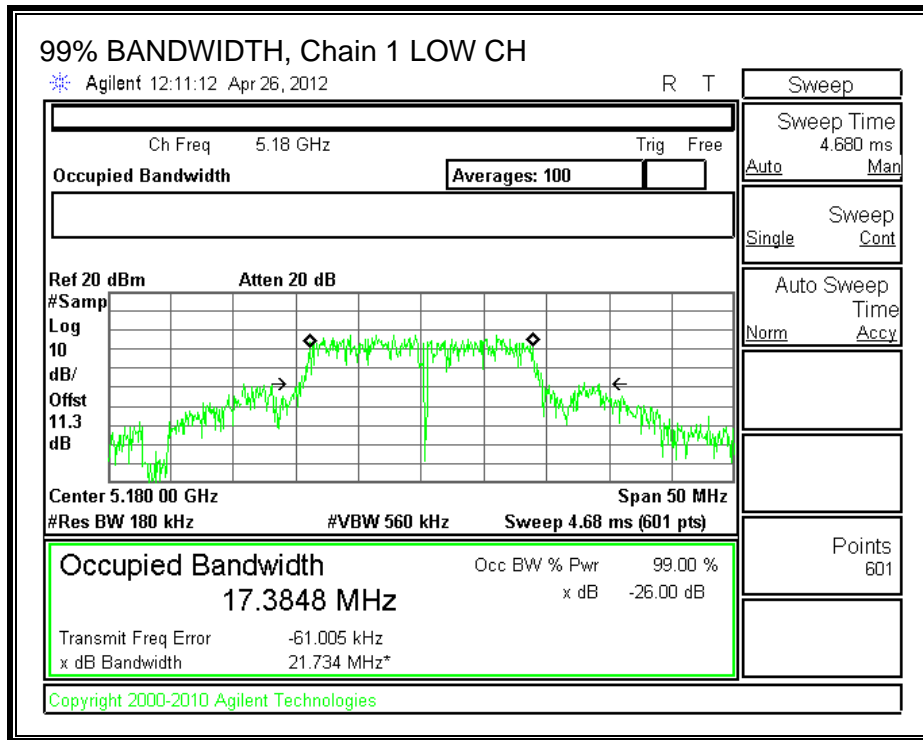 99% BANDWIDTH, Chain 1 LOW CH
Agilent 12:11:12 Apr 26, 2012 R T
Ch Freq 5.18 GHz Trig Free
Occupied Bandwidth Averages: 100
Ref 20 dBm Atten 20 dB
#Samp
Log
10
dB/
Offst
11.3
dB
Center 5.180 00 GHz Span 50 MHz
#Res BW 180 kHz #VBW 560 kHz Sweep 4.68 ms (601 pts)
Occupied Bandwidth Occ BW % Pwr 99.00 %
17.3848 MHz x dB -26.00 dB
Transmit Freq Error -61.005 kHz
x dB Bandwidth 21.734 MHz*
Copyright 2000-2010 Agilent Technologies
Sweep
Sweep Time
4.680 ms
Auto Man
Sweep
Single Cont
Auto Sweep
Time
Norm Accy
Points
601